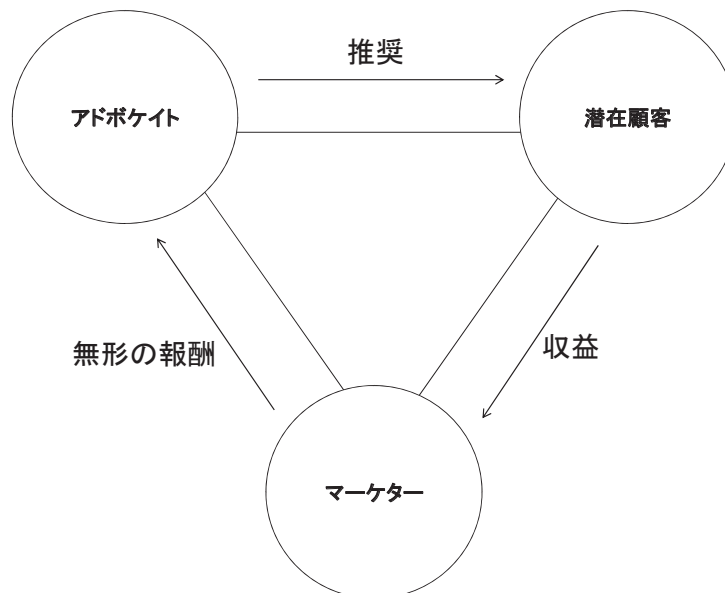 推奨
アドボケイト
潜在顧客
無形の報酬
収益
マーケター